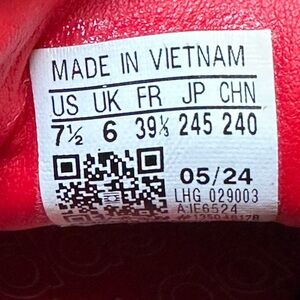 MADE IN VIETNAM
US UK FR JP CHN
7½ 6 39⅓ 245 240
05/24
LHG 029003
A-IE6524